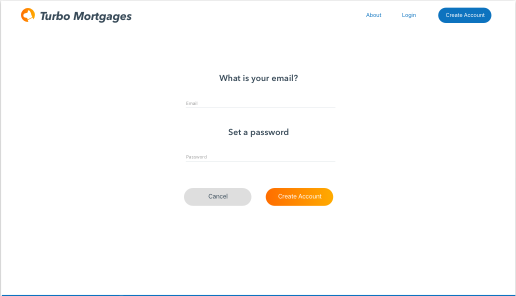 Turbo Mortgages
About
Login
Create Account
What is your email?
Email
Set a password
Password
Cancel
Create Account